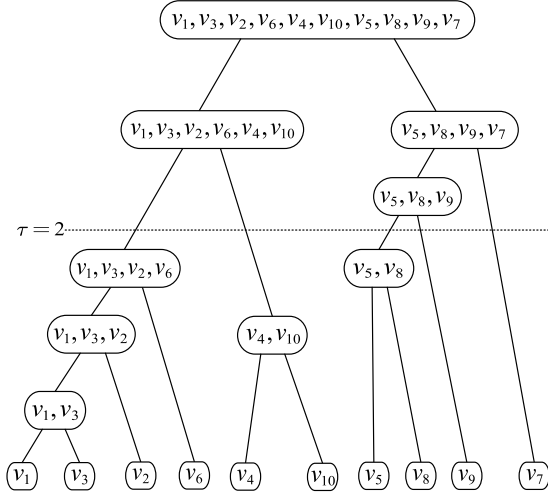 v₁, v₃, v₂, v₆, v₄, v₁₀, v₅, v₈, v₉, v₇
v₁, v₃, v₂, v₆, v₄, v₁₀
v₅, v₈, v₉, v₇
v₅, v₈, v₉
τ = 2
v₁, v₃, v₂, v₆
v₅, v₈
v₁, v₃, v₂
v₄, v₁₀
v₁, v₃
v₁ v₃ v₂ v₆ v₄ v₁₀ v₅ v₈ v₉ v₇